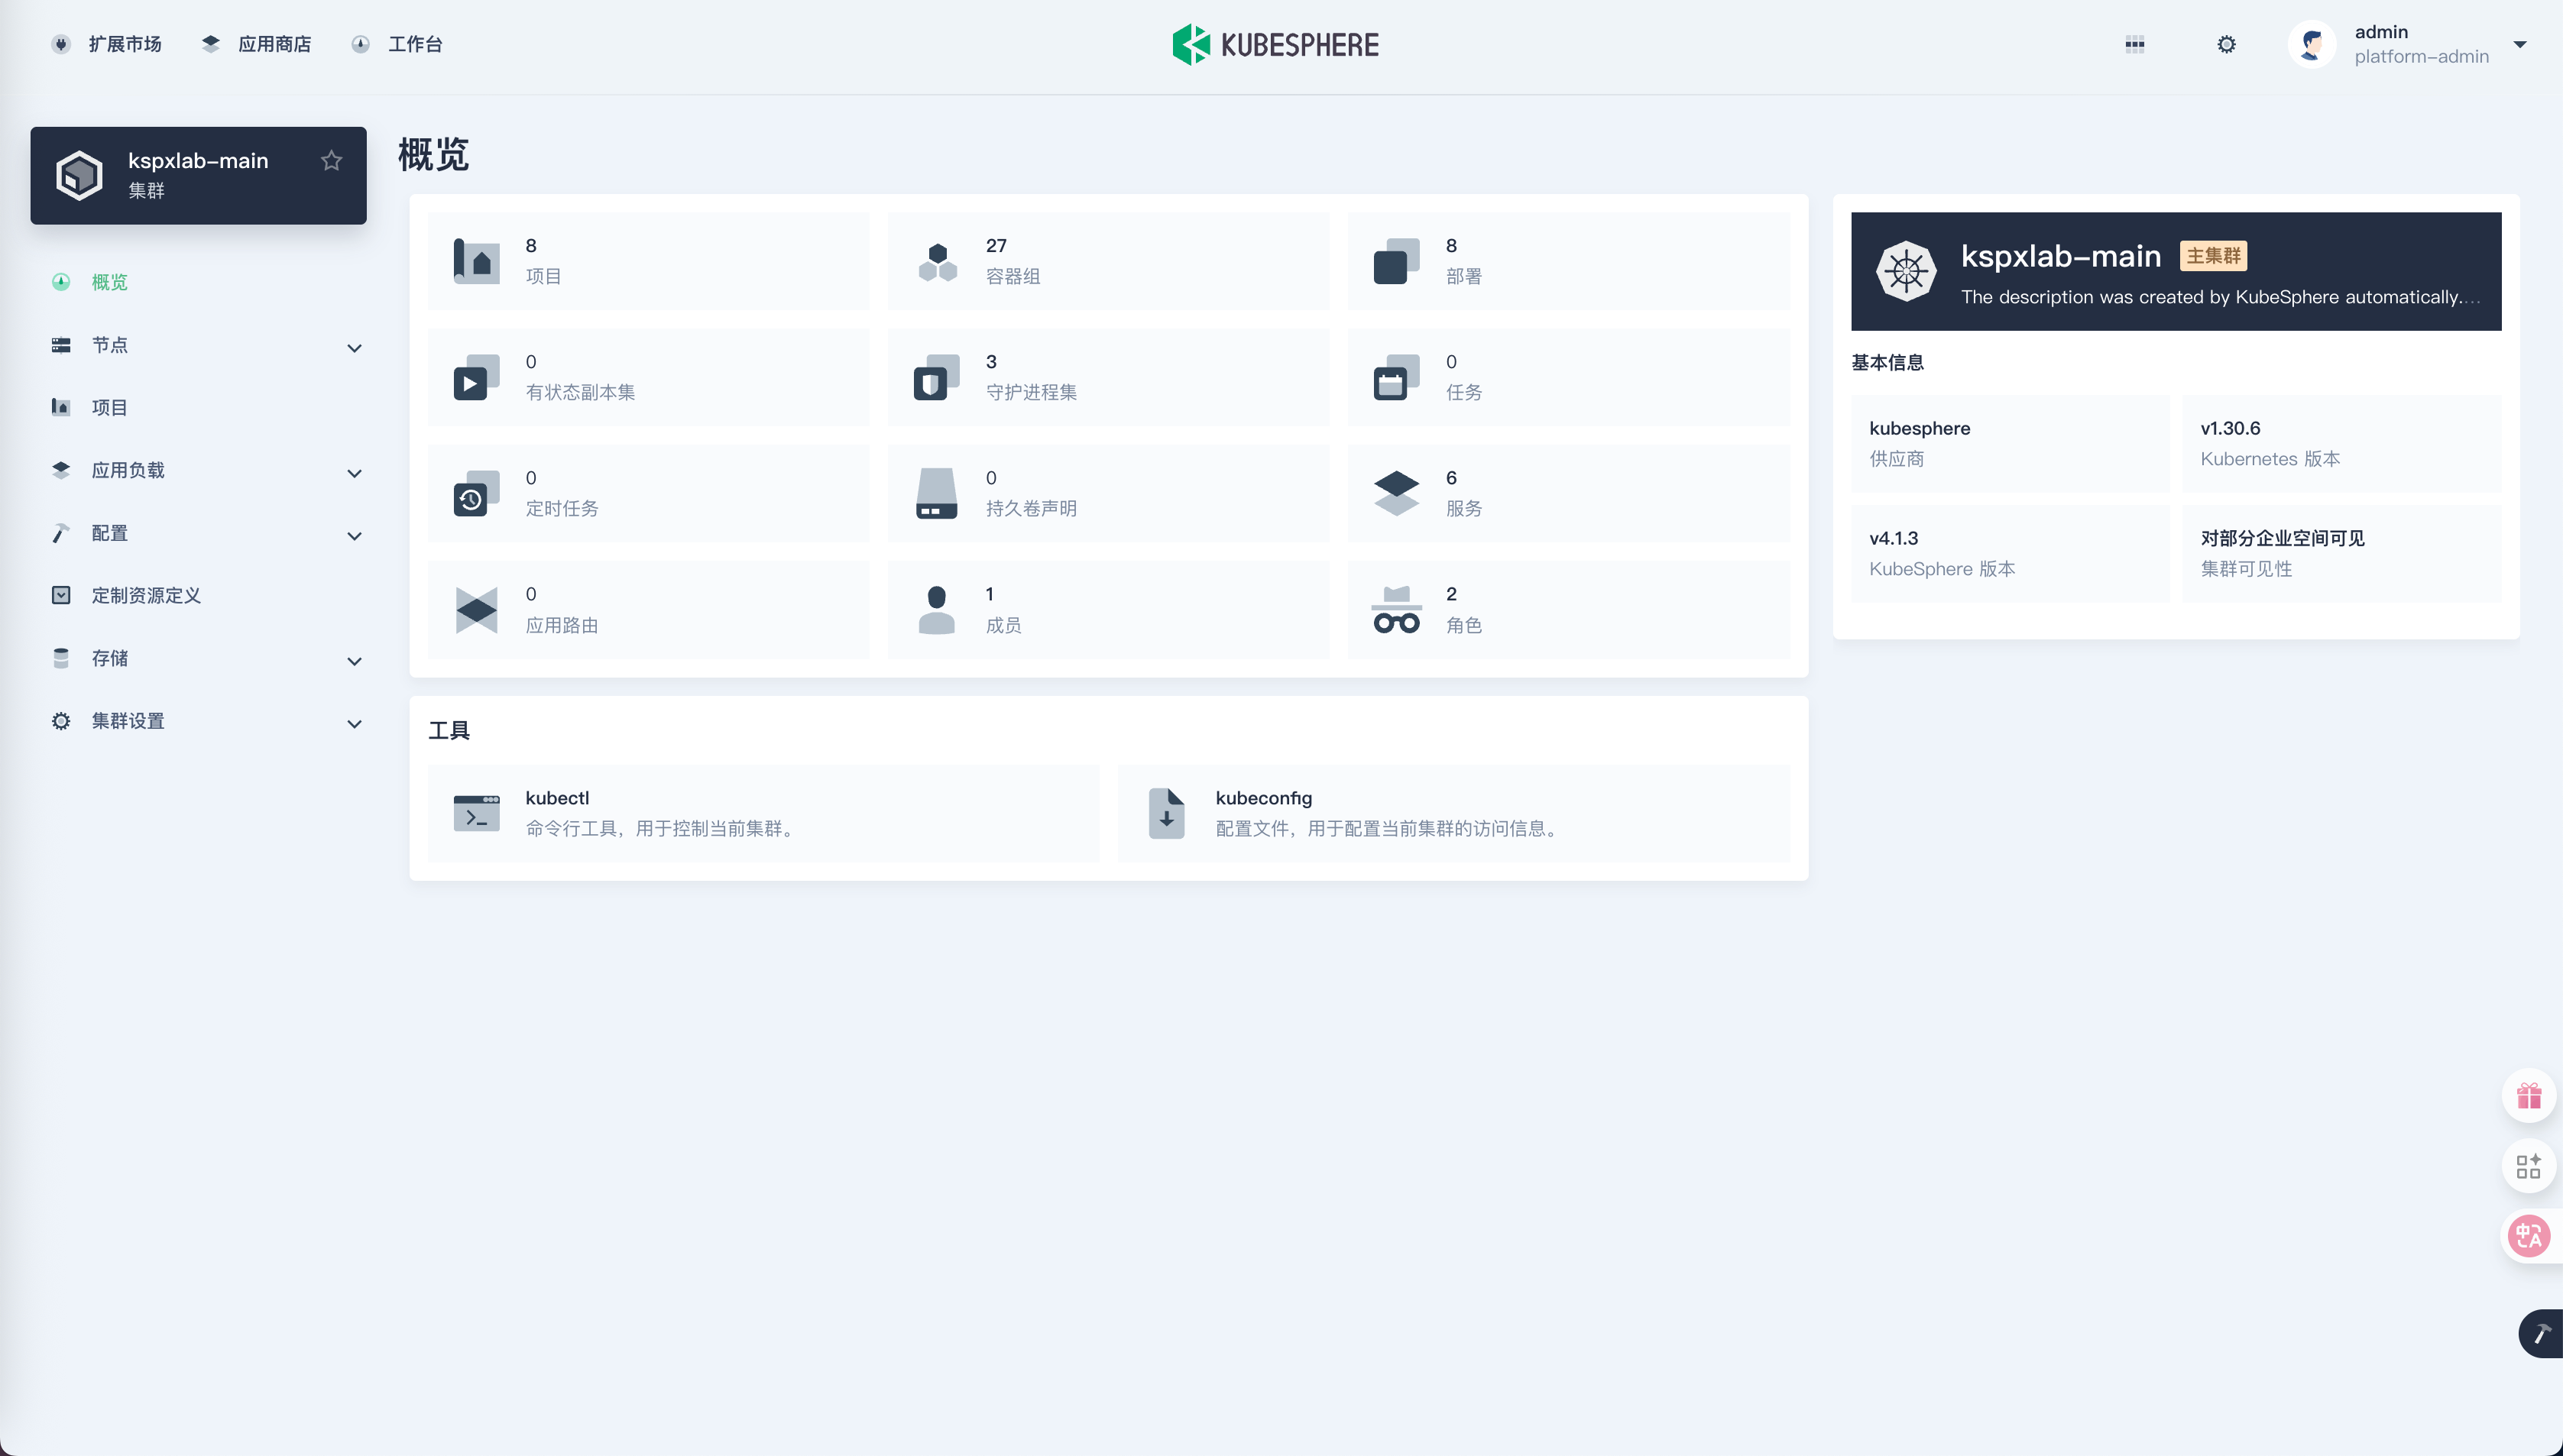 扩展市场 应用商店 工作台
KUBESPHERE
admin
platform-admin
kspxlab-main
集群
概览
节点
项目
应用负载
配置
定制资源定义
存储
集群设置
概览
8
项目
27
容器组
8
部署
0
有状态副本集
3
守护进程集
0
任务
0
定时任务
0
持久卷声明
6
服务
0
应用路由
1
成员
2
角色
工具
kubectl
命令行工具，用于控制当前集群。
kubeconfig
配置文件，用于配置当前集群的访问信息。
kspxlab-main 主集群
The description was created by KubeSphere automatically....
基本信息
kubesphere
供应商
v1.30.6
Kubernetes 版本
v4.1.3
KubeSphere 版本
对部分企业空间可见
集群可见性
中A